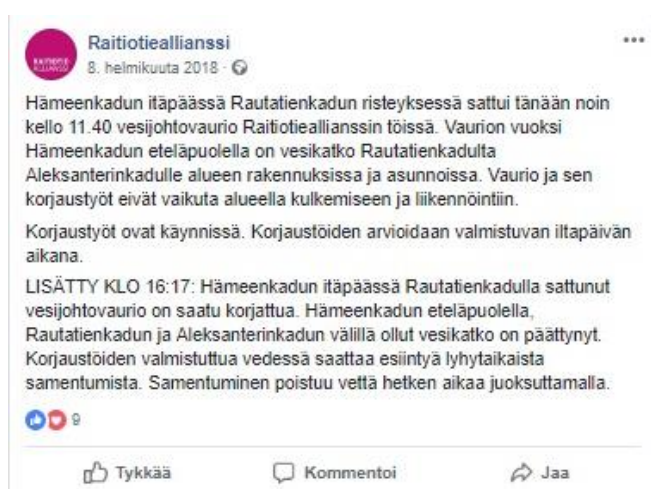 RAITIOTIE
ALLIANSSI
Raitiotieallianssi
8. helmikuuta 2018 ·
Hämeenkadun itäpäässä Rautatienkadun risteyksessä sattui tänään noin
kello 11.40 vesijohtovaurio Raitiotieallianssin töissä. Vaurion vuoksi
Hämeenkadun eteläpuolella on vesikatko Rautatienkadulta
Aleksanterinkadulle alueen rakennuksissa ja asunnoissa. Vaurio ja sen
korjaustyöt eivät vaikuta alueella kulkemiseen ja liikennöintiin.
Korjaustyöt ovat käynnissä. Korjaustöiden arvioidaan valmistuvan iltapäivän
aikana.
LISÄTTY KLO 16:17: Hämeenkadun itäpäässä Rautatienkadulla sattunut
vesijohtovaurio on saatu korjattua. Hämeenkadun eteläpuolella,
Rautatienkadun ja Aleksanterinkadun välillä ollut vesikatko on päättynyt.
Korjaustöiden valmistuttua vedessä saattaa esiintyä lyhytaikaista
samentumista. Samentuminen poistuu vettä hetken aikaa juoksuttamalla.
9
Tykkää Kommentoi Jaa